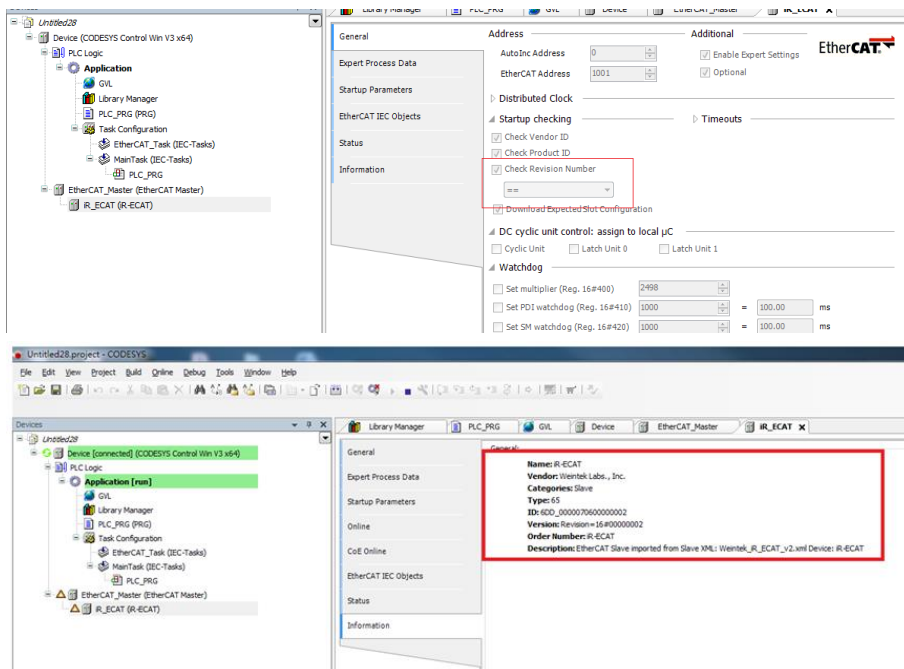 Devices
Untitled28
Device (CODESYS Control Win V3 x64)
PLC Logic
Application
GVL
Library Manager
PLC_PRG (PRG)
Task Configuration
EtherCAT_Task (IEC-Tasks)
MainTask (IEC-Tasks)
PLC_PRG
EtherCAT_Master (EtherCAT Master)
iR_ECAT (iR-ECAT)
Library Manager PLC_PRG GVL Device EtherCAT_Master iR_ECAT X
General
Expert Process Data
Startup Parameters
EtherCAT IEC Objects
Status
Information
Address Additional
AutoInc Address 0 Enable Expert Settings
EtherCAT Address 1001 Optional
EtherCAT
Distributed Clock
Startup checking Timeouts
Check Vendor ID
Check Product ID
Check Revision Number
==
Download Expected Slot Configuration
DC cyclic unit control: assign to local µC
Cyclic Unit Latch Unit 0 Latch Unit 1
Watchdog
Set multiplier (Reg. 16#400) 2498
Set PDI watchdog (Reg. 16#410) 1000 = 100.00 ms
Set SM watchdog (Reg. 16#420) 1000 = 100.00 ms
Untitled28.project - CODESYS
File Edit View Project Build Online Debug Tools Window Help
Devices
Untitled28
Device [connected] (CODESYS Control Win V3 x64)
PLC Logic
Application [run]
GVL
Library Manager
PLC_PRG (PRG)
Task Configuration
EtherCAT_Task (IEC-Tasks)
MainTask (IEC-Tasks)
PLC_PRG
EtherCAT_Master (EtherCAT Master)
iR_ECAT (iR-ECAT)
Library Manager PLC_PRG GVL Device EtherCAT_Master iR_ECAT X
General
Expert Process Data
Startup Parameters
Online
CoE Online
EtherCAT IEC Objects
Status
Information
General:
Name: iR-ECAT
Vendor: Weintek Labs., Inc.
Categories: Slave
Type: 65
ID: 6DD_0000070600000002
Version: Revision=16#00000002
Order Number: iR-ECAT
Description: EtherCAT Slave imported from Slave XML: Weintek_iR_ECAT_v2.xml Device: iR-ECAT